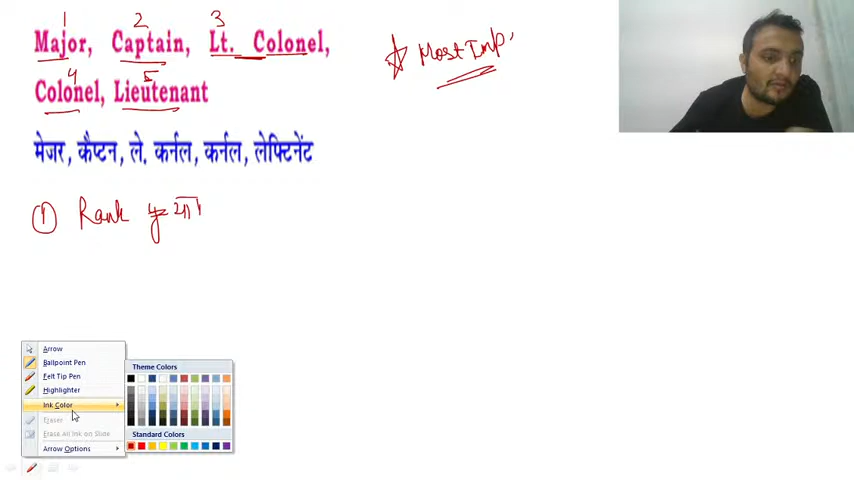 1 2 3
Major, Captain, Lt. Colonel,
4 5
Colonel, Lieutenant
मेजर, कैप्टन, ले. कर्नल, कर्नल, लेफ्टिनेंट
Most Imp.
① Rank
Arrow
Ballpoint Pen
Felt Tip Pen
Highlighter
Ink Color
Eraser
Erase All Ink on Slide
Arrow Options
Theme Colors
Standard Colors